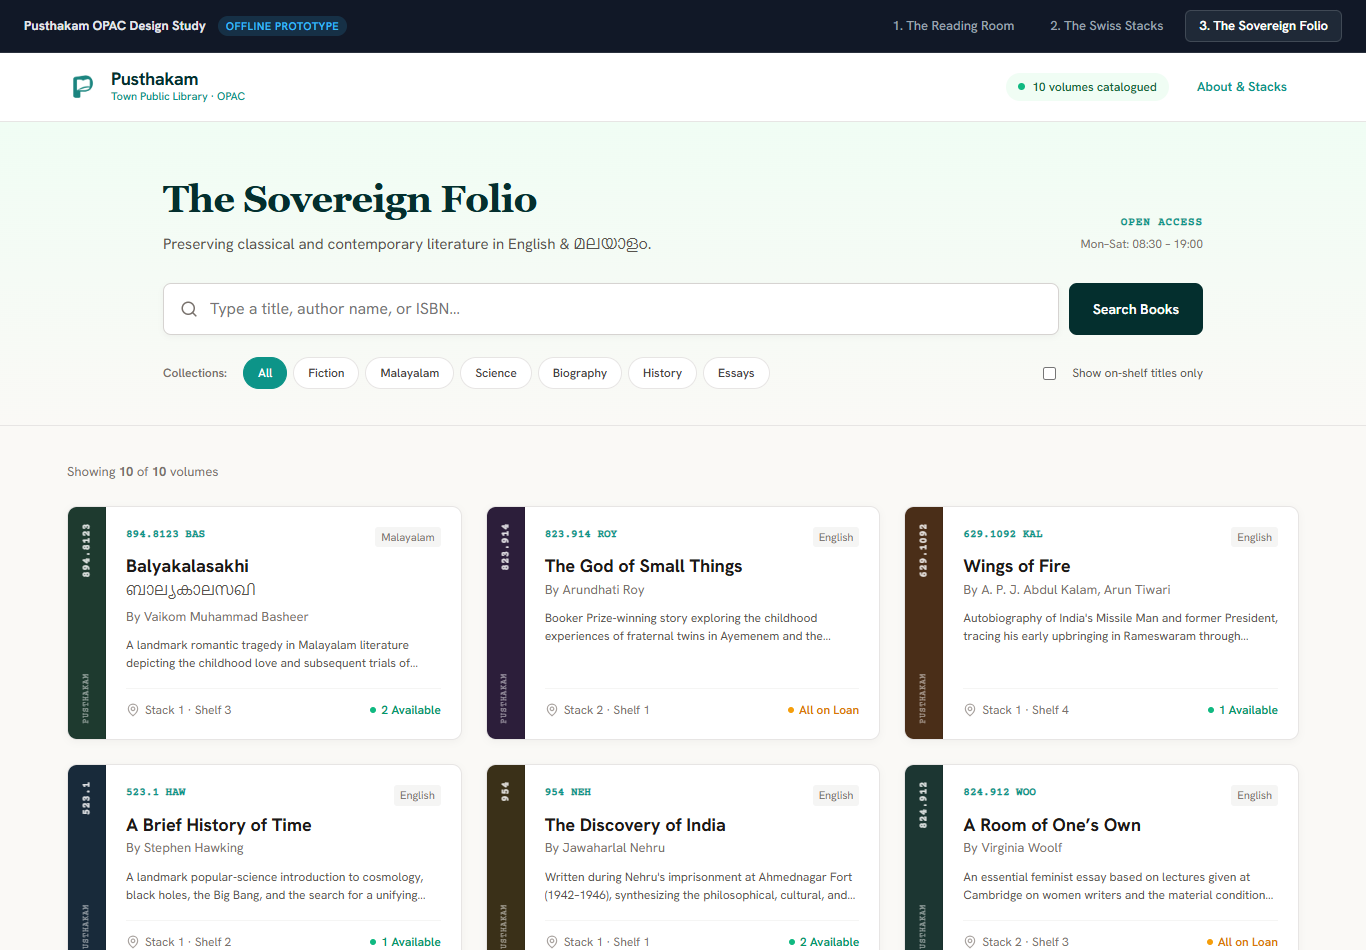 Pusthakam OPAC Design Study
OFFLINE PROTOTYPE
1. The Reading Room
2. The Swiss Stacks
3. The Sovereign Folio
Pusthakam
Town Public Library · OPAC
10 volumes catalogued
About & Stacks
The Sovereign Folio
Preserving classical and contemporary literature in English & മലയാളം.
OPEN ACCESS
Mon–Sat: 08:30 – 19:00
Type a title, author name, or ISBN...
Search Books
Collections:
All
Fiction
Malayalam
Science
Biography
History
Essays
Show on-shelf titles only
Showing 10 of 10 volumes
894.8123
PUSTHAKAM
894.8123 BAS
Malayalam
Balyakalasakhi
ബാല്യകാലസഖി
By Vaikom Muhammad Basheer
A landmark romantic tragedy in Malayalam literature
depicting the childhood love and subsequent trials of...
Stack 1 · Shelf 3
2 Available
823.914
PUSTHAKAM
823.914 ROY
English
The God of Small Things
By Arundhati Roy
Booker Prize-winning story exploring the childhood
experiences of fraternal twins in Ayemenem and the...
Stack 2 · Shelf 1
All on Loan
629.1092
PUSTHAKAM
629.1092 KAL
English
Wings of Fire
By A. P. J. Abdul Kalam, Arun Tiwari
Autobiography of India's Missile Man and former President,
tracing his early upbringing in Rameswaram through...
Stack 1 · Shelf 4
1 Available
523.1
PUSTHAKAM
523.1 HAW
English
A Brief History of Time
By Stephen Hawking
A landmark popular-science introduction to cosmology,
black holes, the Big Bang, and the search for a unifying...
Stack 1 · Shelf 2
1 Available
954
PUSTHAKAM
954 NEH
English
The Discovery of India
By Jawaharlal Nehru
Written during Nehru's imprisonment at Ahmednagar Fort
(1942–1946), synthesizing the philosophical, cultural, and...
Stack 1 · Shelf 1
2 Available
824.912
PUSTHAKAM
824.912 WOO
English
A Room of One’s Own
By Virginia Woolf
An essential feminist essay based on lectures given at
Cambridge on women writers and the material condition...
Stack 2 · Shelf 3
All on Loan